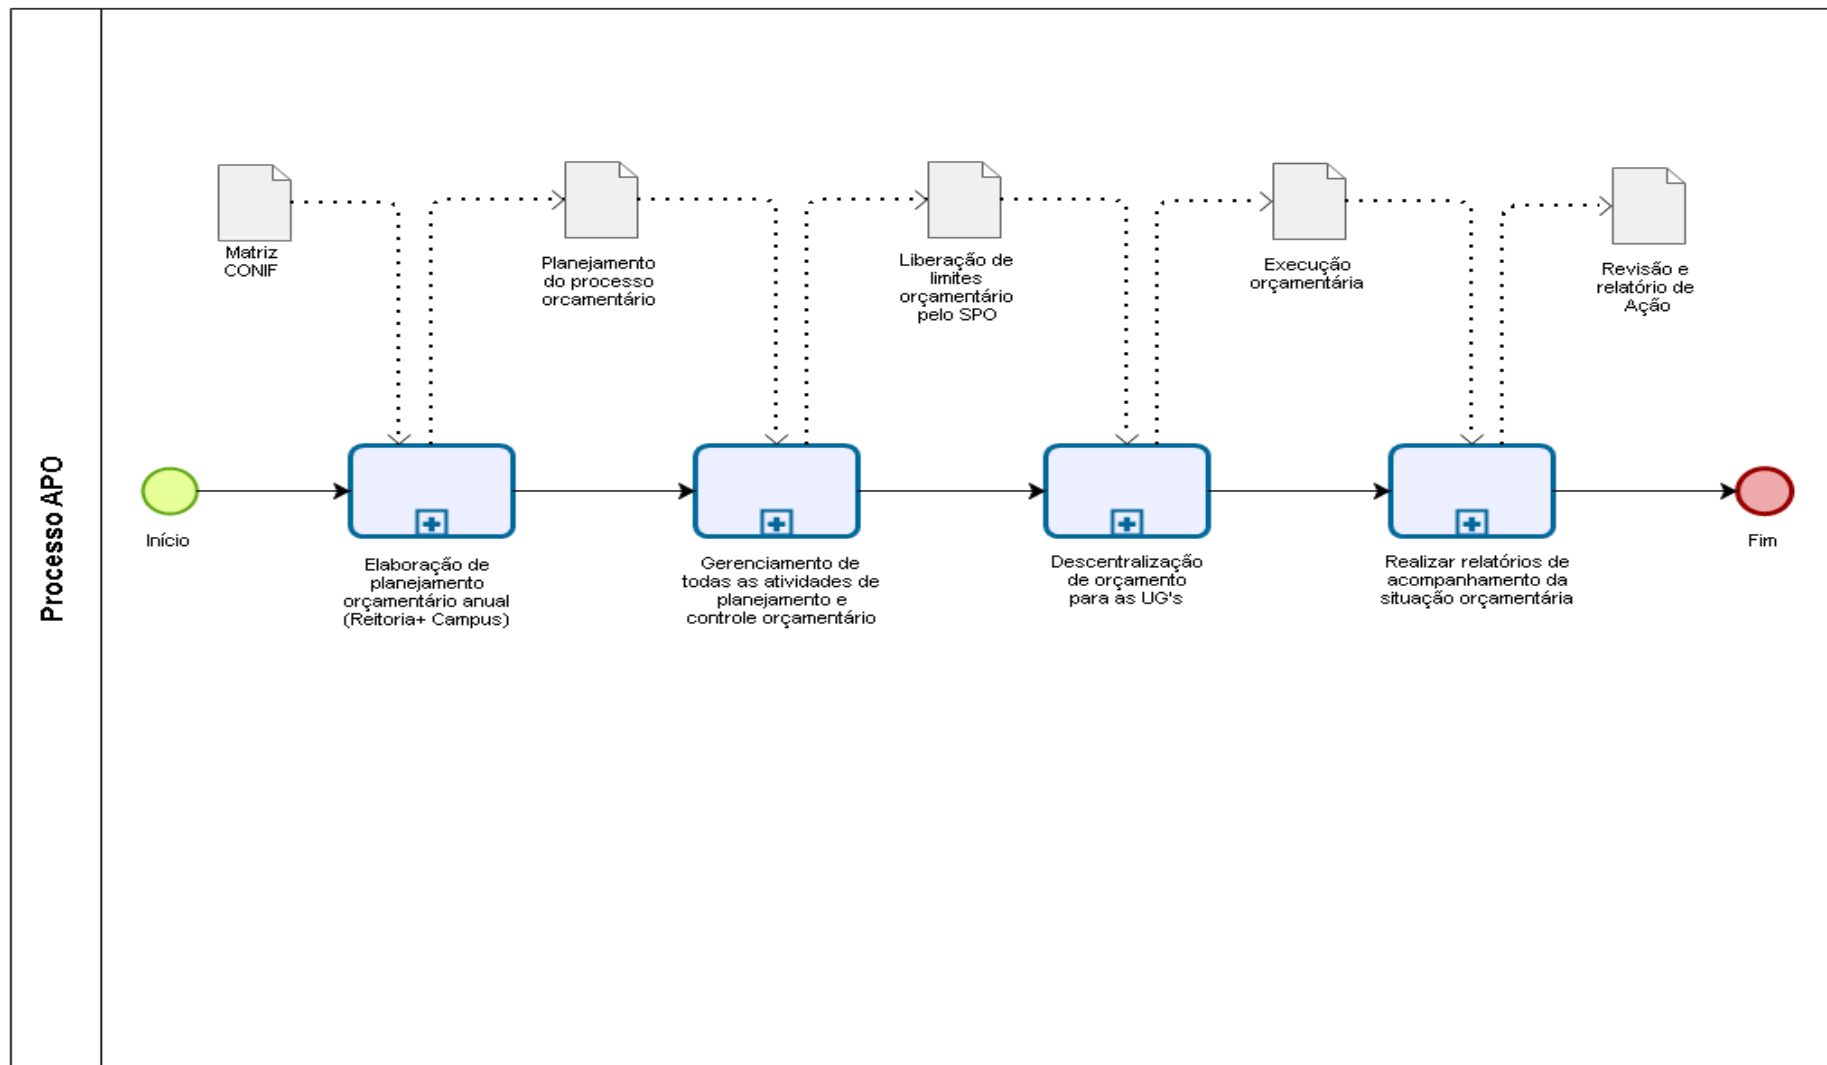 Processo APO
Matriz
CONIF
Planejamento
do processo
orcamentário
Liberação de
limites
orçamentário
pelo SPO
Execução
orçamentária
Revisão e
relatório de
Ação
Início
Elaboração de
planejamento
orçamentário anual
(Reitoria+ Campus)
Gerenciamento de
todas as atividades de
planejamento e
controle orçamentário
Descentralização
de orçamento
para as UG's
Realizar relatórios de
acompanhamento da
situação orçamentária
Fim